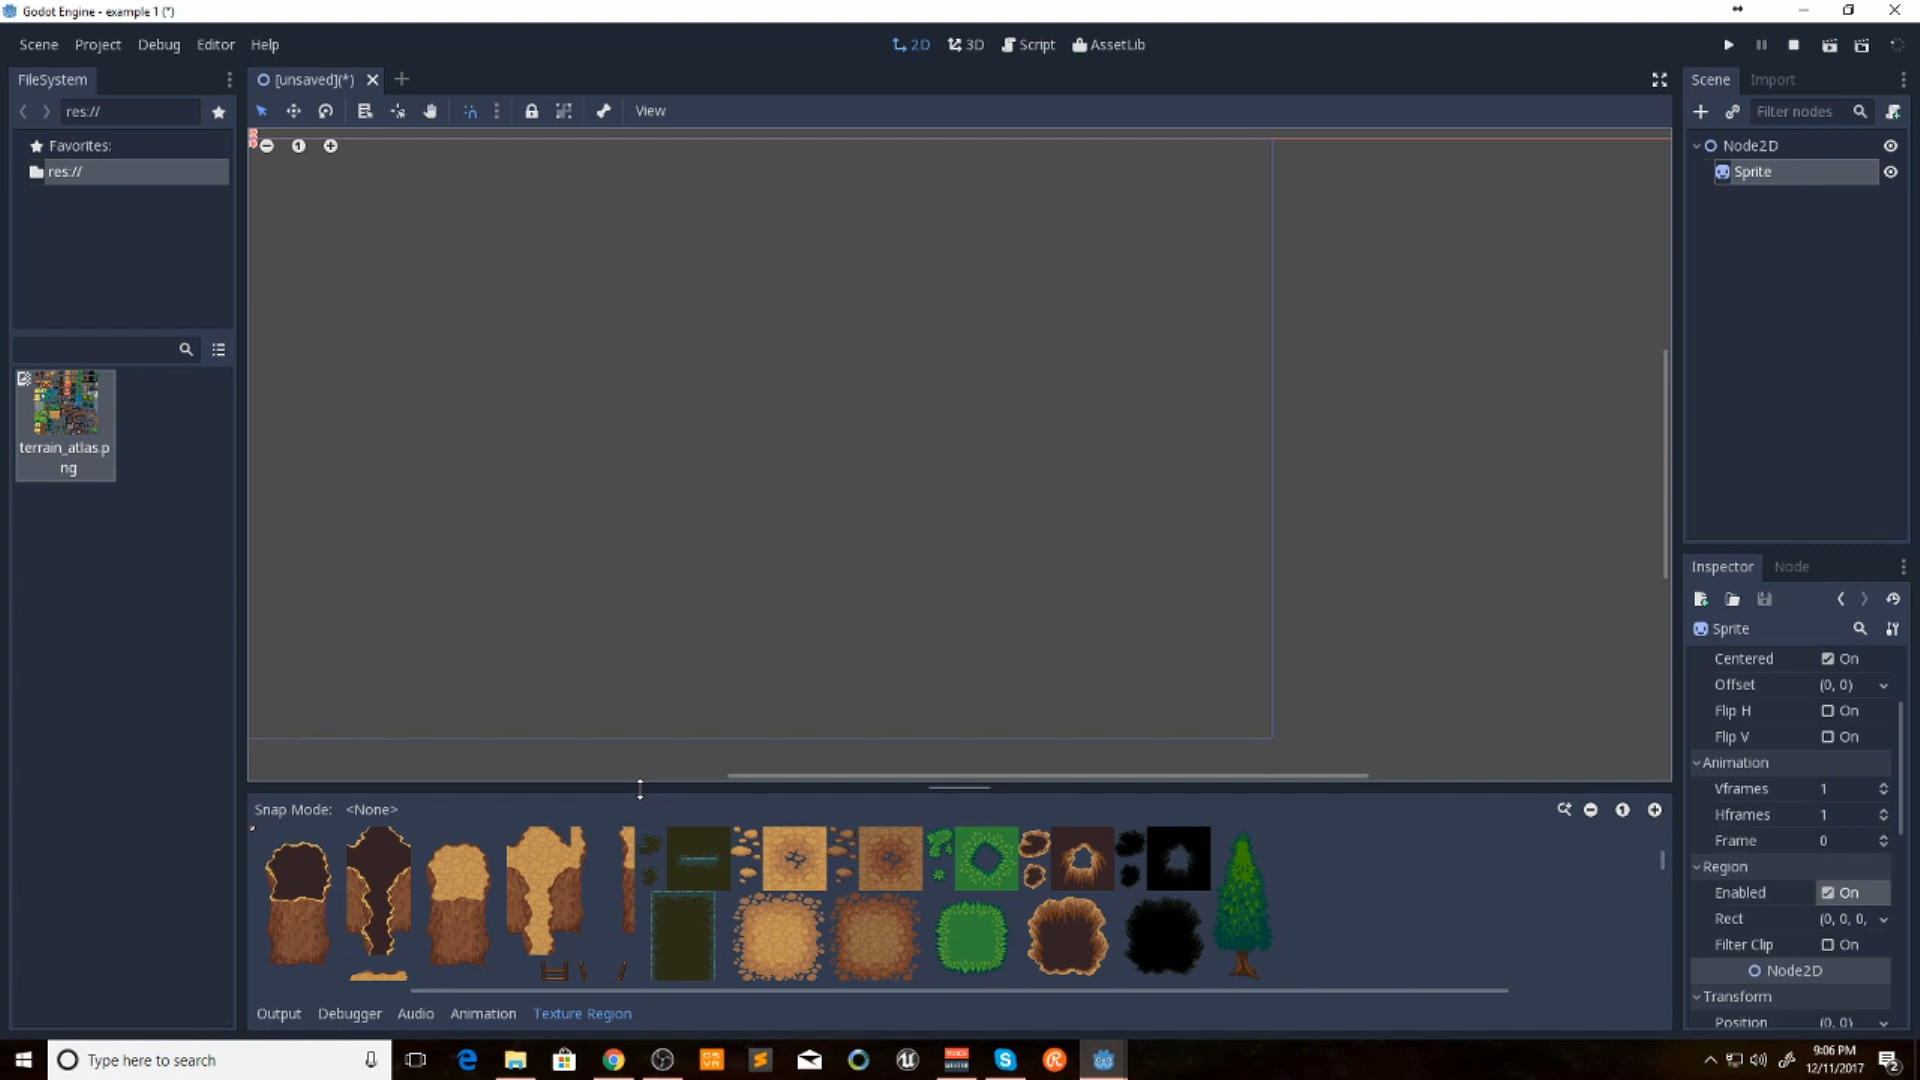 Godot Engine - example 1 (*)
Scene Project Debug Editor Help
2D 3D Script AssetLib
FileSystem
[unsaved](*)
Scene Import
res://
View
Filter nodes
1
Favorites:
res://
Node2D
Sprite
terrain_atlas.p
ng
Inspector Node
Sprite
Centered On
Offset (0, 0)
Flip H On
Flip V On
Animation
Vframes 1
Hframes 1
Frame 0
Region
Enabled On
Rect (0, 0, 0,
Filter Clip On
Node2D
Transform
Position (0, 0)
Snap Mode: <None>
1
Output Debugger Audio Animation Texture Region
Type here to search
9:06 PM
12/11/2017
2